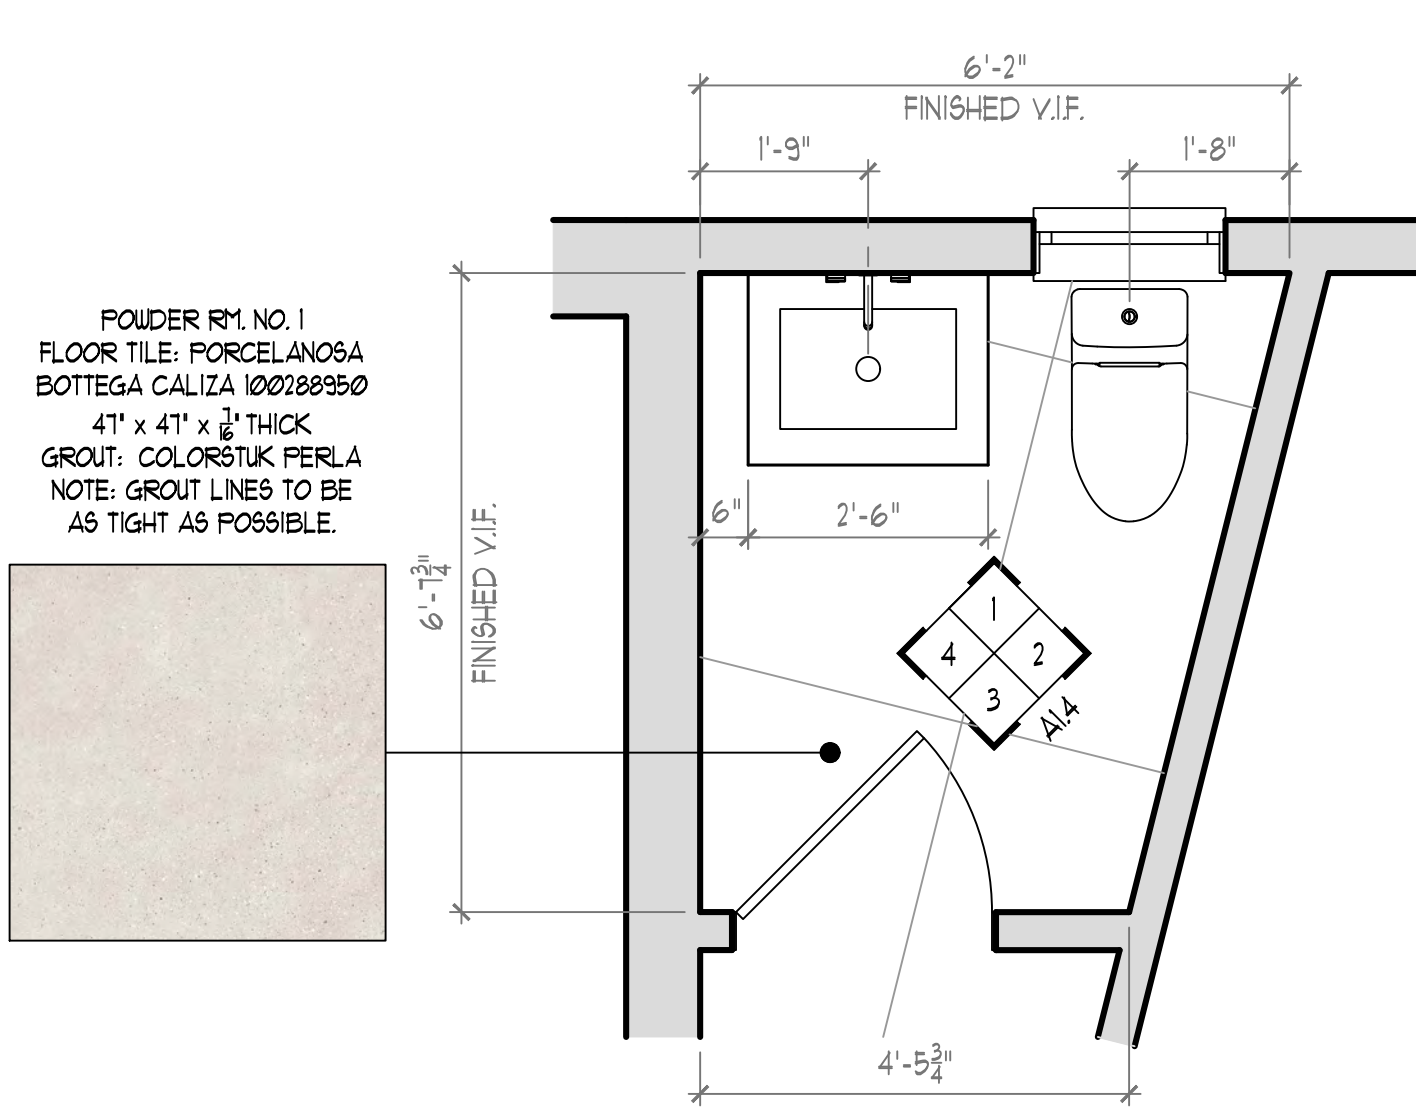 6'-2"
FINISHED V.I.F.
1'-9"
1'-8"
POWDER RM. NO. 1
FLOOR TILE: PORCELANOSA
BOTTEGA CALIZA 100288950
47" x 47" x 7/16" THICK
GROUT: COLORSTUK PERLA
NOTE: GROUT LINES TO BE
AS TIGHT AS POSSIBLE.
6'-7 3/4"
FINISHED V.I.F.
6"
2'-6"
1
4
2
3
A1.4
4'-5 3/4"